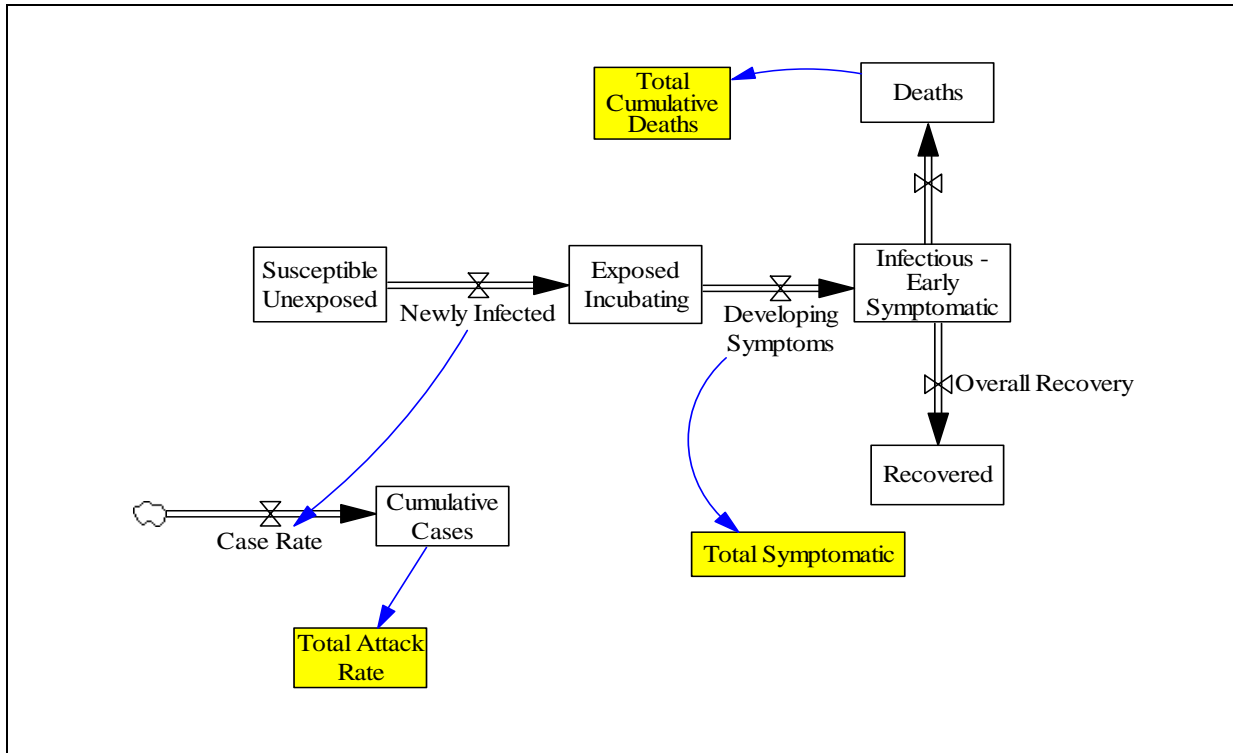 Total
Cumulative
Deaths
Deaths
Susceptible
Unexposed
Newly Infected
Exposed
Incubating
Developing
Symptoms
Infectious -
Early
Symptomatic
Overall Recovery
Recovered
Case Rate
Cumulative
Cases
Total Symptomatic
Total Attack
Rate